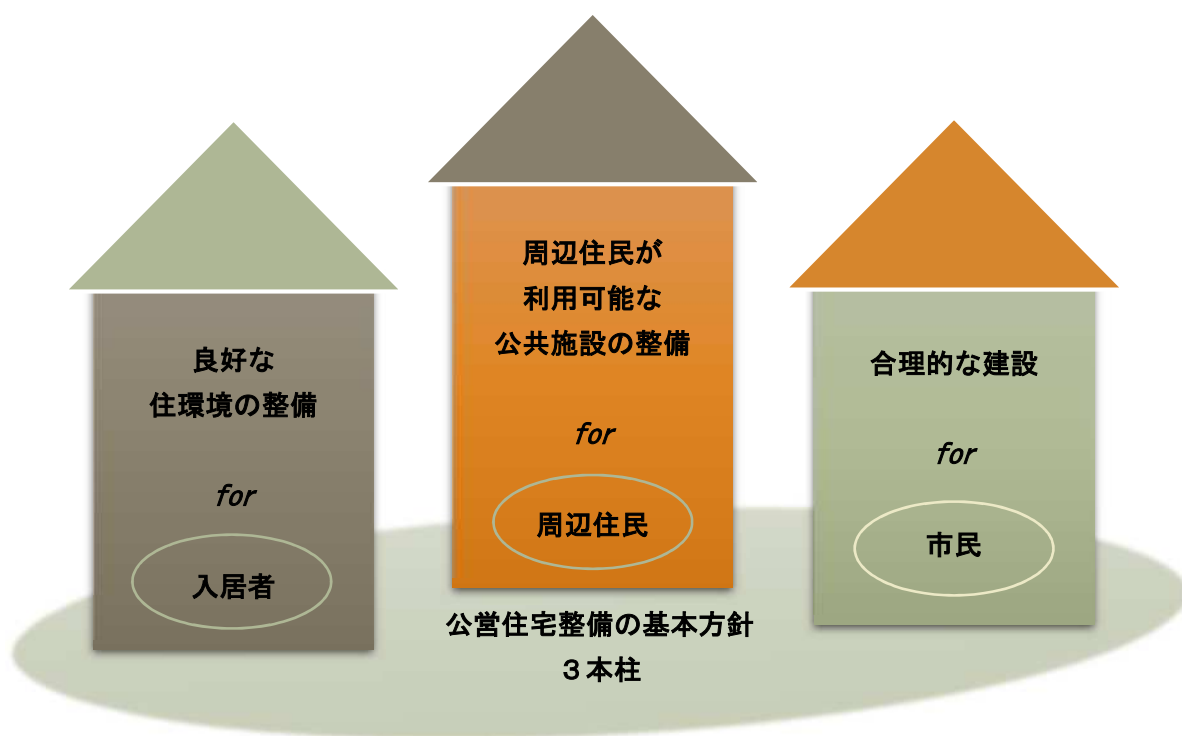 良好な
住環境の整備
for
入居者
周辺住民が
利用可能な
公共施設の整備
for
周辺住民
合理的な建設
for
市民
公営住宅整備の基本方針
３本柱